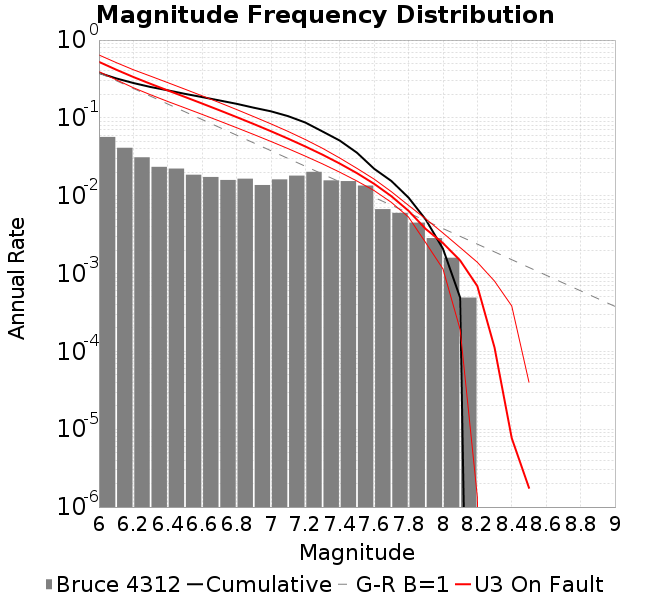 Magnitude Frequency Distribution
Annual Rate
10^0
10^-1
10^-2
10^-3
10^-4
10^-5
10^-6
6 6.2 6.4 6.6 6.8 7 7.2 7.4 7.6 7.8 8 8.2 8.4 8.6 8.8 9
Magnitude
Bruce 4312 Cumulative G-R B=1 U3 On Fault